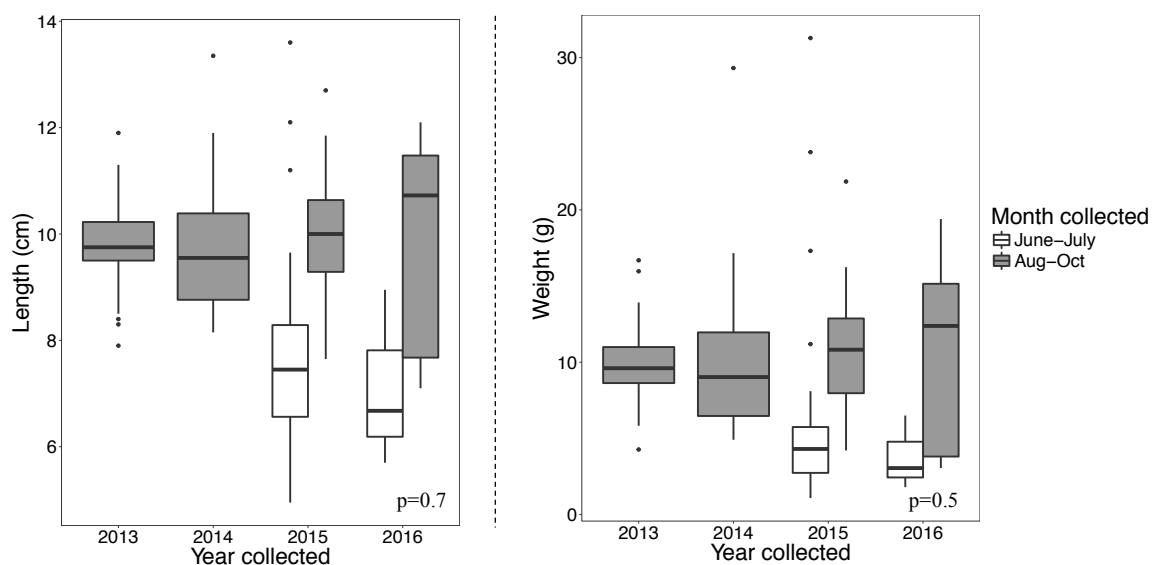 14
12
10
8
6
Length (cm)
p=0.7
2013 2014 2015 2016
Year collected
30
20
10
0
Weight (g)
p=0.5
2013 2014 2015 2016
Year collected
Month collected
June–July
Aug–Oct